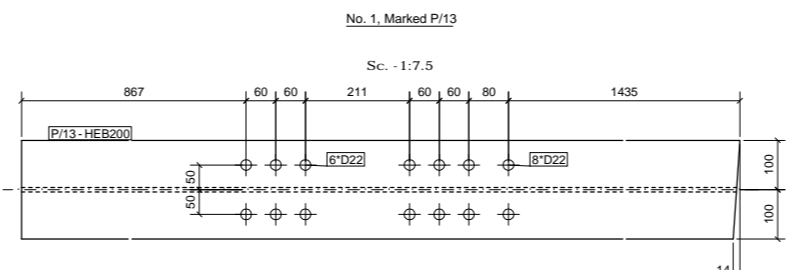 No. 1, Marked P/13
Sc. -1:7.5
867 60 60 211 60 60 80 1435
P/13 - HEB200
6*D22
8*D22
50
50
100
100
14